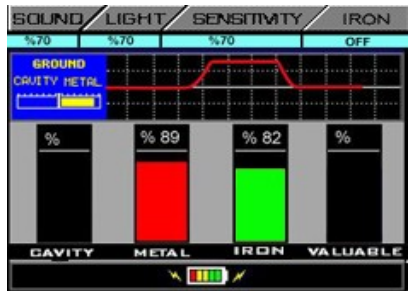 SOUND LIGHT SENSITIVITY IRON
%70 %70 %70 OFF
GROUND
CAVITY METAL
% % 89 % 82 %
CAVITY METAL IRON VALUABLE